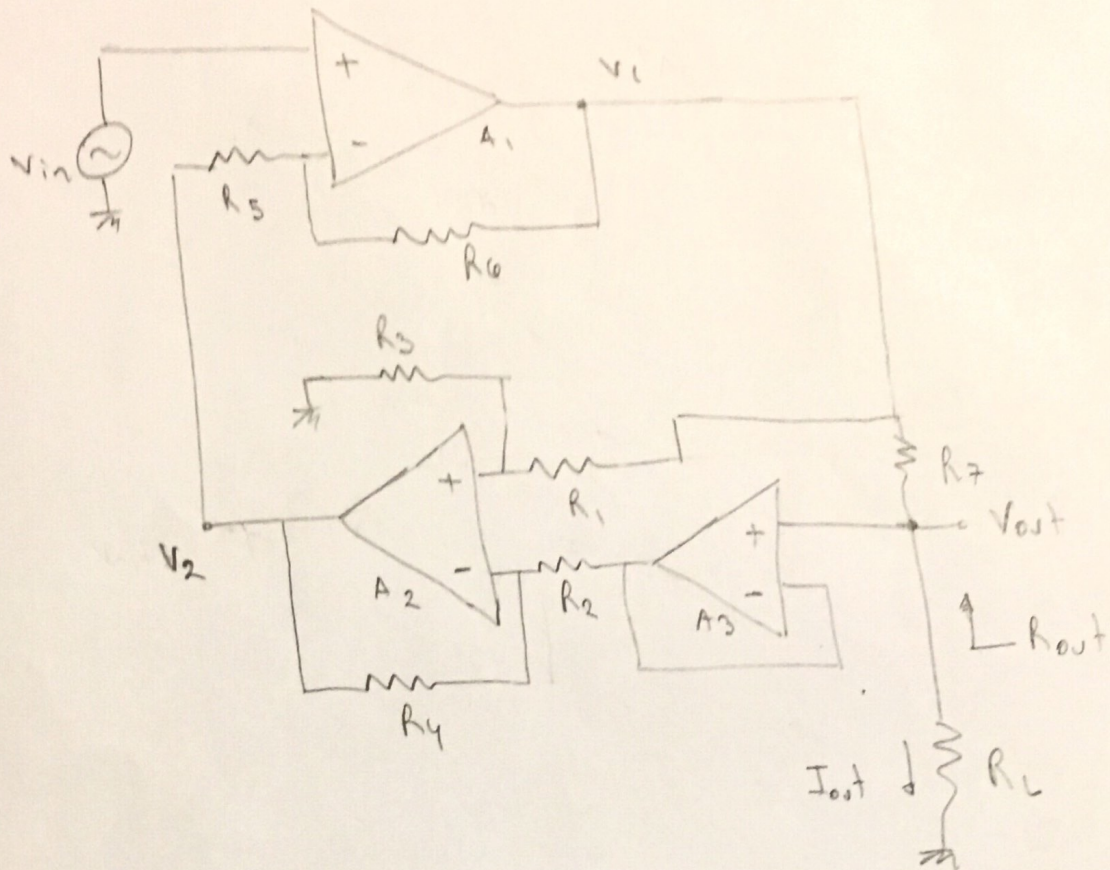 +
V1
Vin
-
A1
R5
R6
R3
+
R1
R7
+
Vout
V2
-
A2
R2
-
A3
Rout
R4
Iout
RL